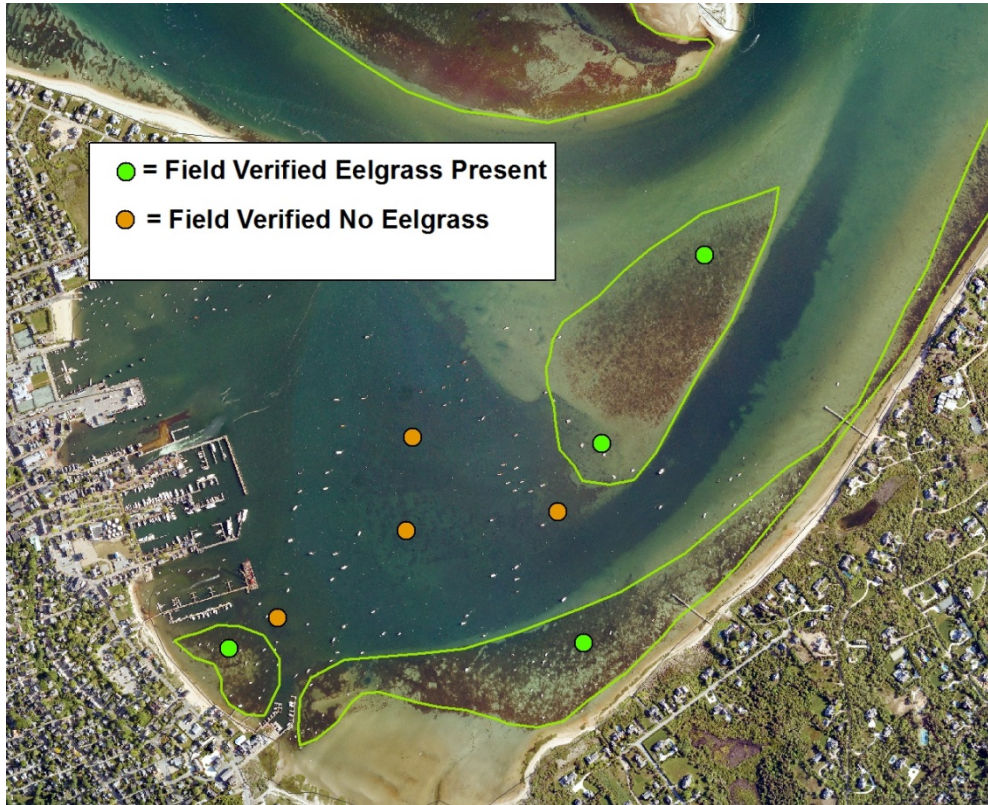 = Field Verified Eelgrass Present
= Field Verified No Eelgrass